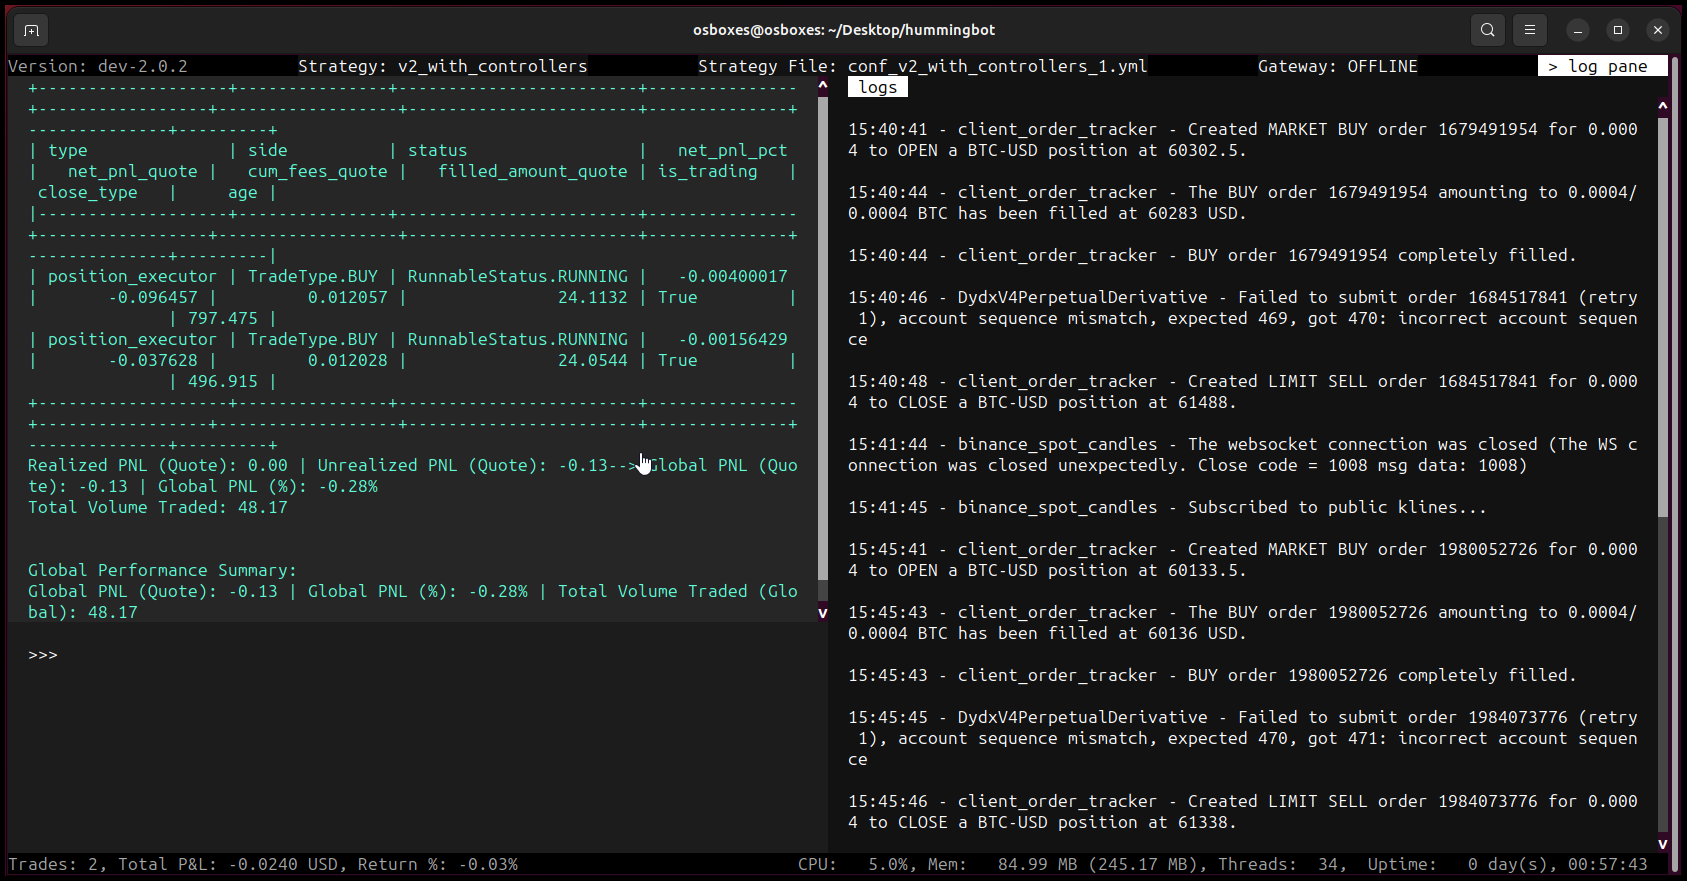 osboxes@osboxes: ~/Desktop/hummingbot
Version: dev-2.0.2 Strategy: v2_with_controllers Strategy File: conf_v2_with_controllers_1.yml Gateway: OFFLINE > log pane
+-------------------+---------------+------------------------+---------------
+-----------------+------------------+-----------------------+--------------+
--------------+---------+
| type              | side          | status                 |   net_pnl_pct
|   net_pnl_quote |   cum_fees_quote |   filled_amount_quote | is_trading   |
 close_type   |     age |
|-------------------+---------------+------------------------+---------------
+-----------------+------------------+-----------------------+--------------+
--------------+---------|
| position_executor | TradeType.BUY | RunnableStatus.RUNNING |   -0.00400017
|       -0.096457 |         0.012057 |               24.1132 | True         |
              | 797.475 |
| position_executor | TradeType.BUY | RunnableStatus.RUNNING |   -0.00156429
|       -0.037628 |         0.012028 |               24.0544 | True         |
              | 496.915 |
+-------------------+---------------+------------------------+---------------
+-----------------+------------------+-----------------------+--------------+
--------------+---------+
Realized PNL (Quote): 0.00 | Unrealized PNL (Quote): -0.13--> Global PNL (Quo
te): -0.13 | Global PNL (%): -0.28%
Total Volume Traded: 48.17
Global Performance Summary:
Global PNL (Quote): -0.13 | Global PNL (%): -0.28% | Total Volume Traded (Glo
bal): 48.17
>>>
logs
15:40:41 - client_order_tracker - Created MARKET BUY order 1679491954 for 0.000
4 to OPEN a BTC-USD position at 60302.5.
15:40:44 - client_order_tracker - The BUY order 1679491954 amounting to 0.0004/
0.0004 BTC has been filled at 60283 USD.
15:40:44 - client_order_tracker - BUY order 1679491954 completely filled.
15:40:46 - DydxV4PerpetualDerivative - Failed to submit order 1684517841 (retry
 1), account sequence mismatch, expected 469, got 470: incorrect account sequen
ce
15:40:48 - client_order_tracker - Created LIMIT SELL order 1684517841 for 0.000
4 to CLOSE a BTC-USD position at 61488.
15:41:44 - binance_spot_candles - The websocket connection was closed (The WS c
onnection was closed unexpectedly. Close code = 1008 msg data: 1008)
15:41:45 - binance_spot_candles - Subscribed to public klines...
15:45:41 - client_order_tracker - Created MARKET BUY order 1980052726 for 0.000
4 to OPEN a BTC-USD position at 60133.5.
15:45:43 - client_order_tracker - The BUY order 1980052726 amounting to 0.0004/
0.0004 BTC has been filled at 60136 USD.
15:45:43 - client_order_tracker - BUY order 1980052726 completely filled.
15:45:45 - DydxV4PerpetualDerivative - Failed to submit order 1984073776 (retry
 1), account sequence mismatch, expected 470, got 471: incorrect account sequen
ce
15:45:46 - client_order_tracker - Created LIMIT SELL order 1984073776 for 0.000
4 to CLOSE a BTC-USD position at 61338.
Trades: 2, Total P&L: -0.0240 USD, Return %: -0.03% CPU: 5.0%, Mem: 84.99 MB (245.17 MB), Threads: 34, Uptime: 0 day(s), 00:57:43